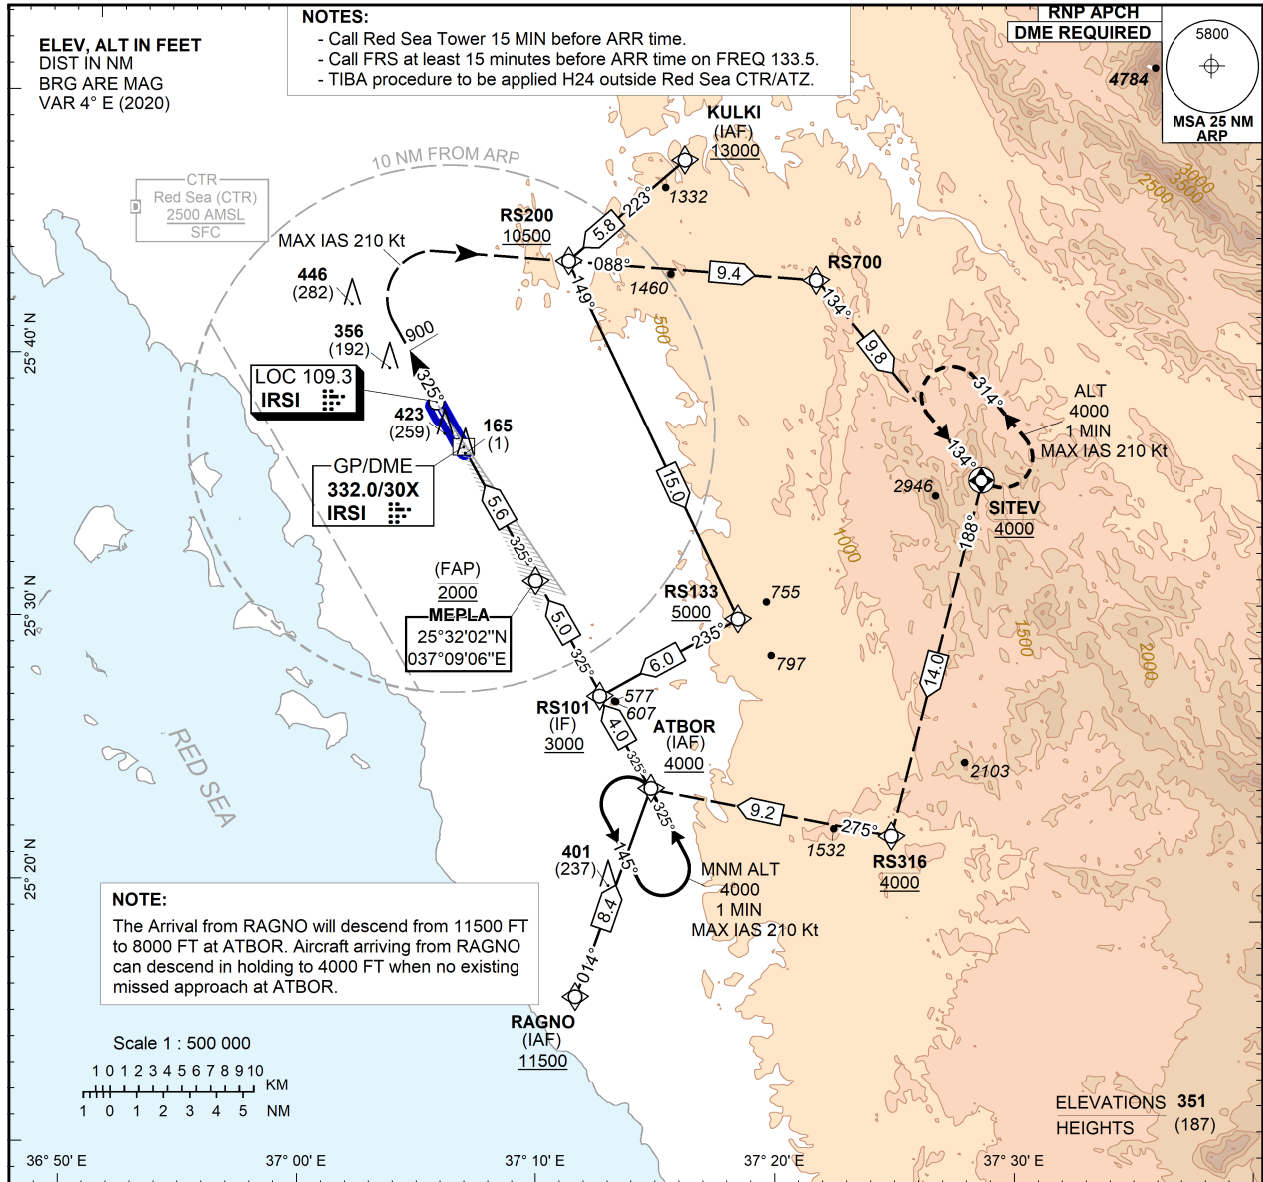 NOTES:
- Call Red Sea Tower 15 MIN before ARR time.
- Call FRS at least 15 minutes before ARR time on FREQ 133.5.
- TIBA procedure to be applied H24 outside Red Sea CTR/ATZ.
RNP APCH
DME REQUIRED
5800
MSA 25 NM
ARP
4784
ELEV, ALT IN FEET
DIST IN NM
BRG ARE MAG
VAR 4° E (2020)
KULKI
(IAF)
13000
10 NM FROM ARP
CTR
Red Sea (CTR)
2500 AMSL
SFC
D
1332
223°
5.8
3000
3500
2500
RS200
10500
MAX IAS 210 Kt
446
(282)
088°
9.4
RS700
1460
149°
134°
500
356
(192)
900
9.8
25° 40' N
LOC 109.3
IRSI
325°
423
(259)
165
(1)
314°
ALT
4000
1 MIN
MAX IAS 210 Kt
134°
GP/DME
332.0/30X
IRSI
15.0
2946
SITEV
4000
5.6
325°
188°
1000
(FAP)
2000
MEPLA
25°32'02"N
037°09'06"E
RS133
5000
755
25° 30' N
5.0
235°
1500
2000
325°
6.0
797
14.0
RS101
(IF)
3000
577
607
4.0
ATBOR
(IAF)
4000
325°
RED SEA
2103
9.2
275°
325°
1532
RS316
4000
25° 20' N
401
(237)
145°
MNM ALT
4000
1 MIN
MAX IAS 210 Kt
8.4
014°
NOTE:
The Arrival from RAGNO will descend from 11500 FT
to 8000 FT at ATBOR. Aircraft arriving from RAGNO
can descend in holding to 4000 FT when no existing
missed approach at ATBOR.
RAGNO
(IAF)
11500
Scale 1 : 500 000
1 0 1 2 3 4 5 6 7 8 9 10
KM
1 0 1 2 3 4 5 NM
ELEVATIONS 351
HEIGHTS (187)
36° 50' E
37° 00' E
37° 10' E
37° 20' E
37° 30' E